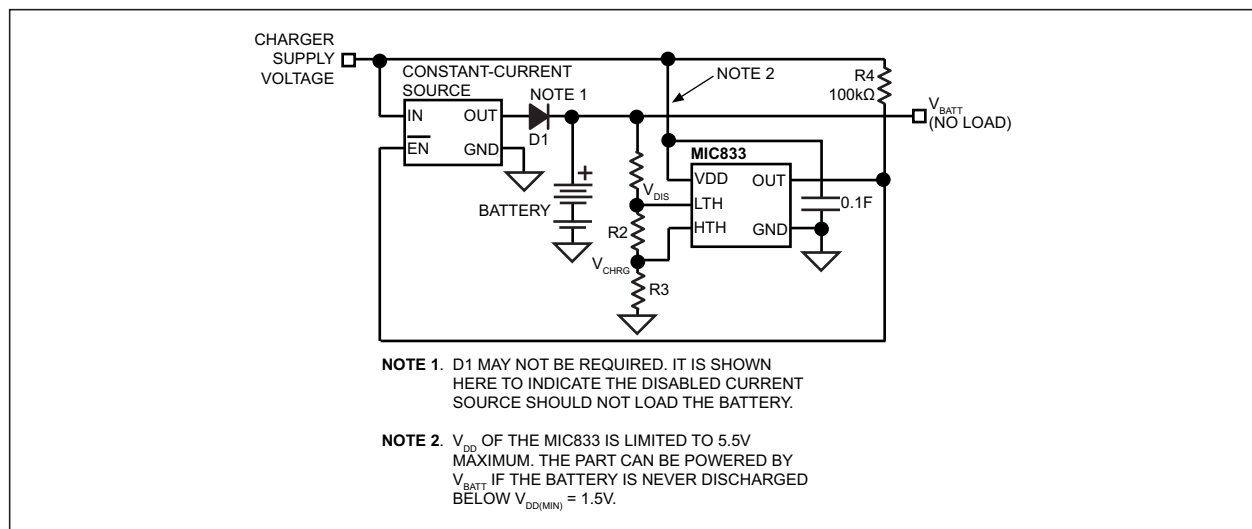 CHARGER
SUPPLY
VOLTAGE
CONSTANT-CURRENT
SOURCE
NOTE 1
NOTE 2
R4
100kΩ
IN
OUT
EN
GND
D1
V_BATT
(NO LOAD)
MIC833
VDD
OUT
LTH
HTH
GND
0.1F
V_DIS
+
BATTERY
R2
V_CHRG
R3
NOTE 1. D1 MAY NOT BE REQUIRED. IT IS SHOWN
HERE TO INDICATE THE DISABLED CURRENT
SOURCE SHOULD NOT LOAD THE BATTERY.
NOTE 2. V_DD OF THE MIC833 IS LIMITED TO 5.5V
MAXIMUM. THE PART CAN BE POWERED BY
V_BATT IF THE BATTERY IS NEVER DISCHARGED
BELOW V_DD(MIN) = 1.5V.